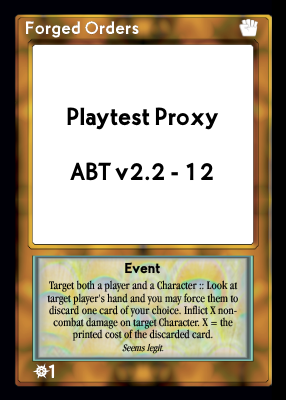 Forged Orders
Playtest Proxy
ABT v2.2 - 12
Event
Target both a player and a Character :: Look at
target player's hand and you may force them to
discard one card of your choice. Inflict X non-
combat damage on target Character. X = the
printed cost of the discarded card.
Seems legit.
1